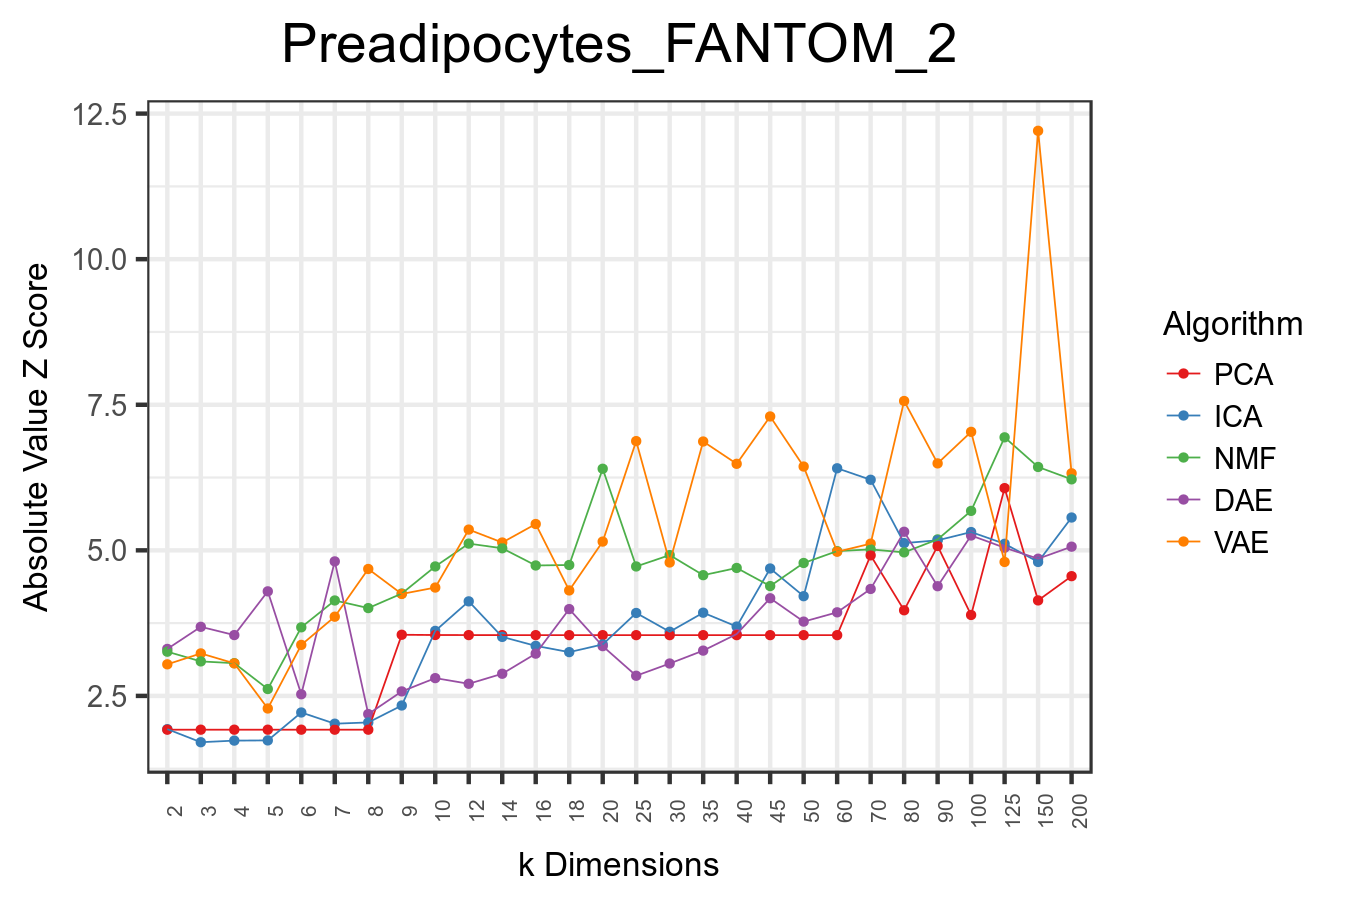 Preadipocytes_FANTOM_2
Absolute Value Z Score
12.5
10.0
7.5
5.0
2.5
2 3 4 5 6 7 8 9 10 12 14 16 18 20 25 30 35 40 45 50 60 70 80 90 100 125 150 200
k Dimensions
Algorithm
PCA
ICA
NMF
DAE
VAE